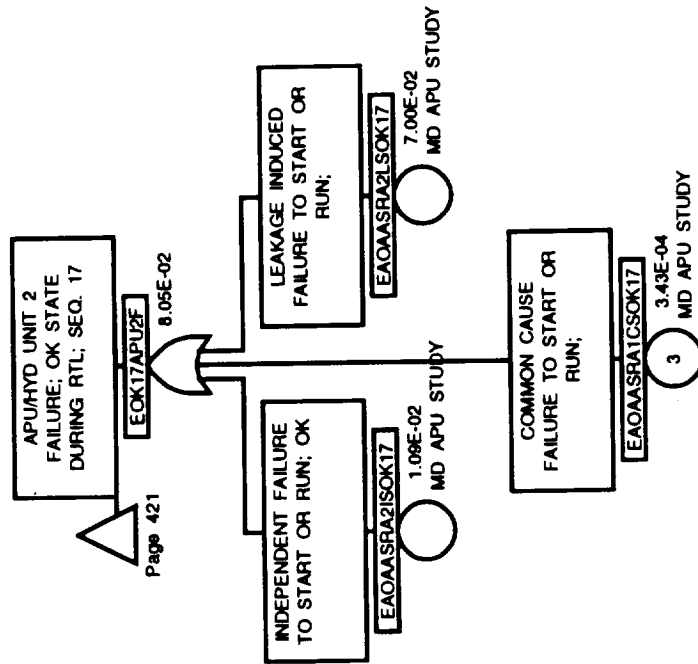 APU/HYD UNIT 2
FAILURE; OK STATE
DURING RTL; SEQ. 17
EOK17APU2F
8.05E-02
Page 421
INDEPENDENT FAILURE
TO START OR RUN; OK
EAOAASRA2ISOK17
1.09E-02
MD APU STUDY
LEAKAGE INDUCED
FAILURE TO START OR
RUN;
EAOAASRA2LSOK17
7.00E-02
MD APU STUDY
COMMON CAUSE
FAILURE TO START OR
RUN;
EAOAASRA1CSOK17
3
3.43E-04
MD APU STUDY